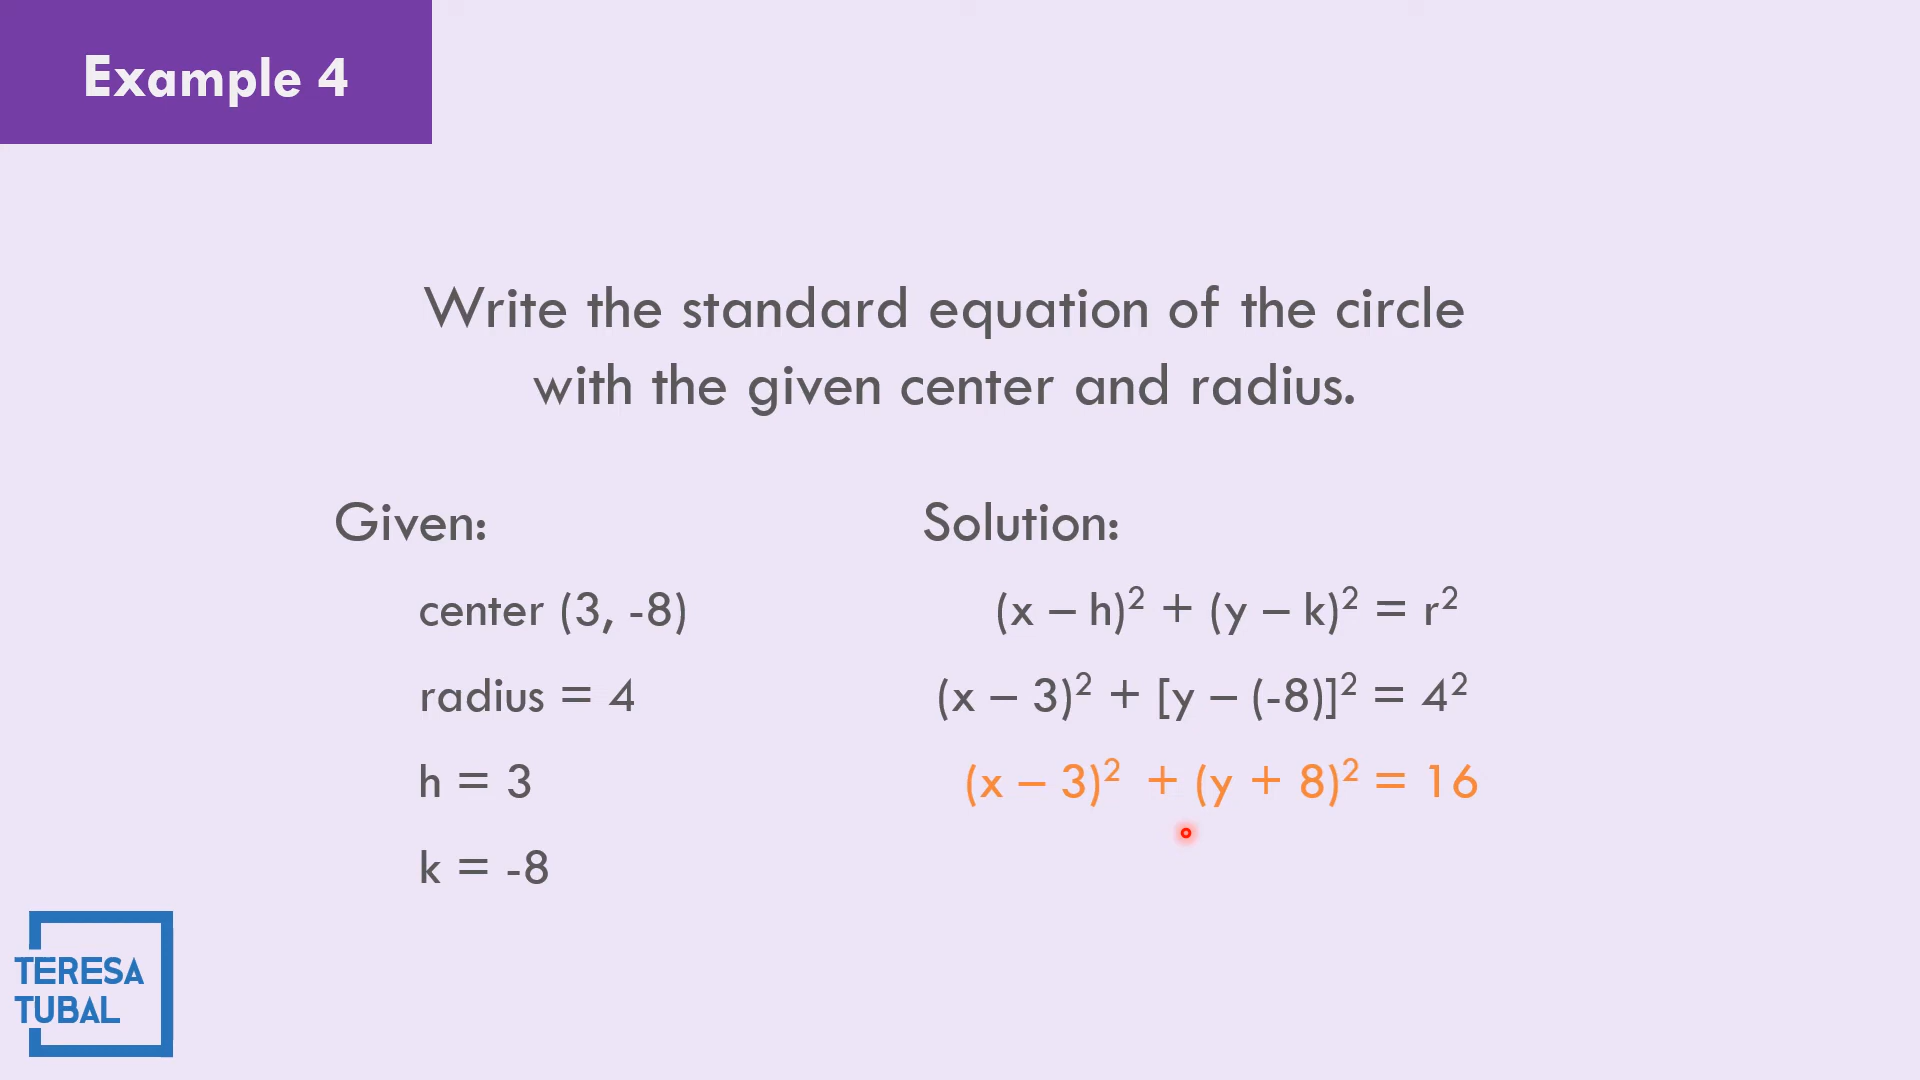 Example 4
Write the standard equation of the circle
with the given center and radius.
Given:
center (3, -8)
radius = 4
h = 3
k = -8
Solution:
(x – h)² + (y – k)² = r²
(x – 3)² + [y – (-8)]² = 4²
(x – 3)² + (y + 8)² = 16
TERESA
TUBAL